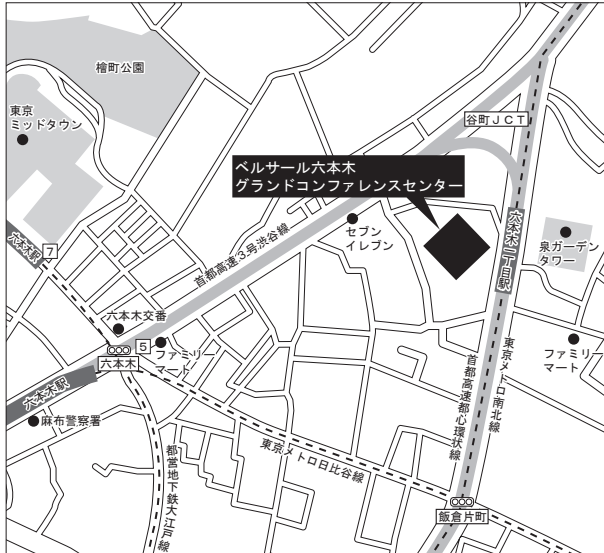 檜町公園
東京
ミッドタウン
谷町ＪＣＴ
ベルサール六本木
グランドコンファレンスセンター
セブン
イレブン
六本木一丁目駅
泉ガーデン
タワー
六本木駅
7
首都高速３号渋谷線
六本木交番
5
ファミリー
マート
六本木
六本木駅
麻布警察署
都営地下鉄大江戸線
東京メトロ日比谷線
首都高速都心環状線
東京メトロ南北線
ファミリー
マート
飯倉片町